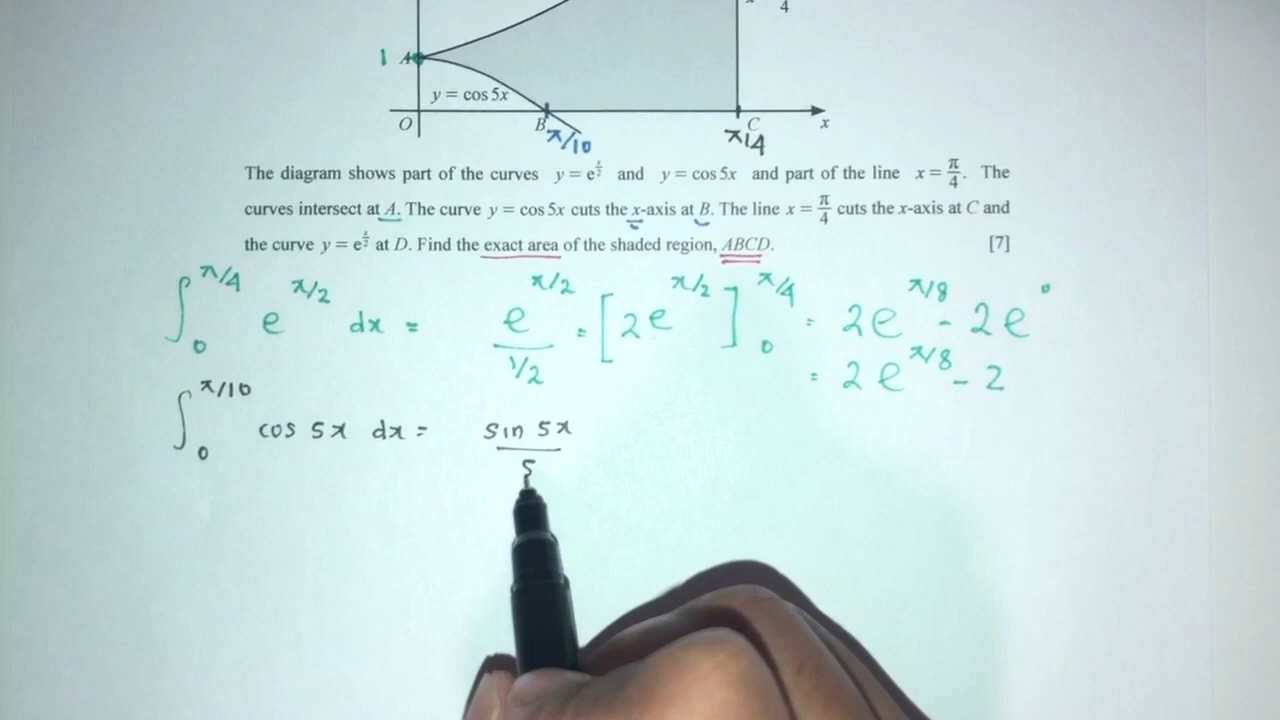 4
1 A
y = cos 5x
O B C x
π/10 π/4
The diagram shows part of the curves y = e^{x/2} and y = cos 5x and part of the line x = π/4. The
curves intersect at A. The curve y = cos 5x cuts the x-axis at B. The line x = π/4 cuts the x-axis at C and
the curve y = e^{x/2} at D. Find the exact area of the shaded region, ABCD. [7]
∫_0^{π/4} e^{x/2} dx = e^{x/2}/(1/2) = [2e^{x/2}]_0^{π/4} = 2e^{π/8} - 2e^0
= 2e^{π/8} - 2
∫_0^{π/10} cos 5x dx = sin 5x / 5